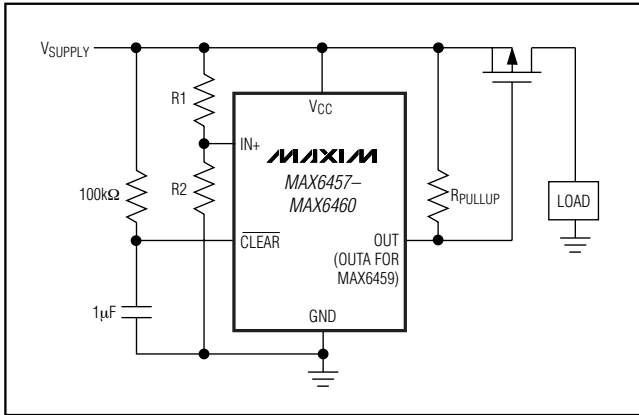 VSUPPLY
R1
VCC
IN+
MAXIM
R2
MAX6457–
MAX6460
100kΩ
RPULLUP
LOAD
CLEAR
OUT
(OUTA FOR
MAX6459)
1μF
GND